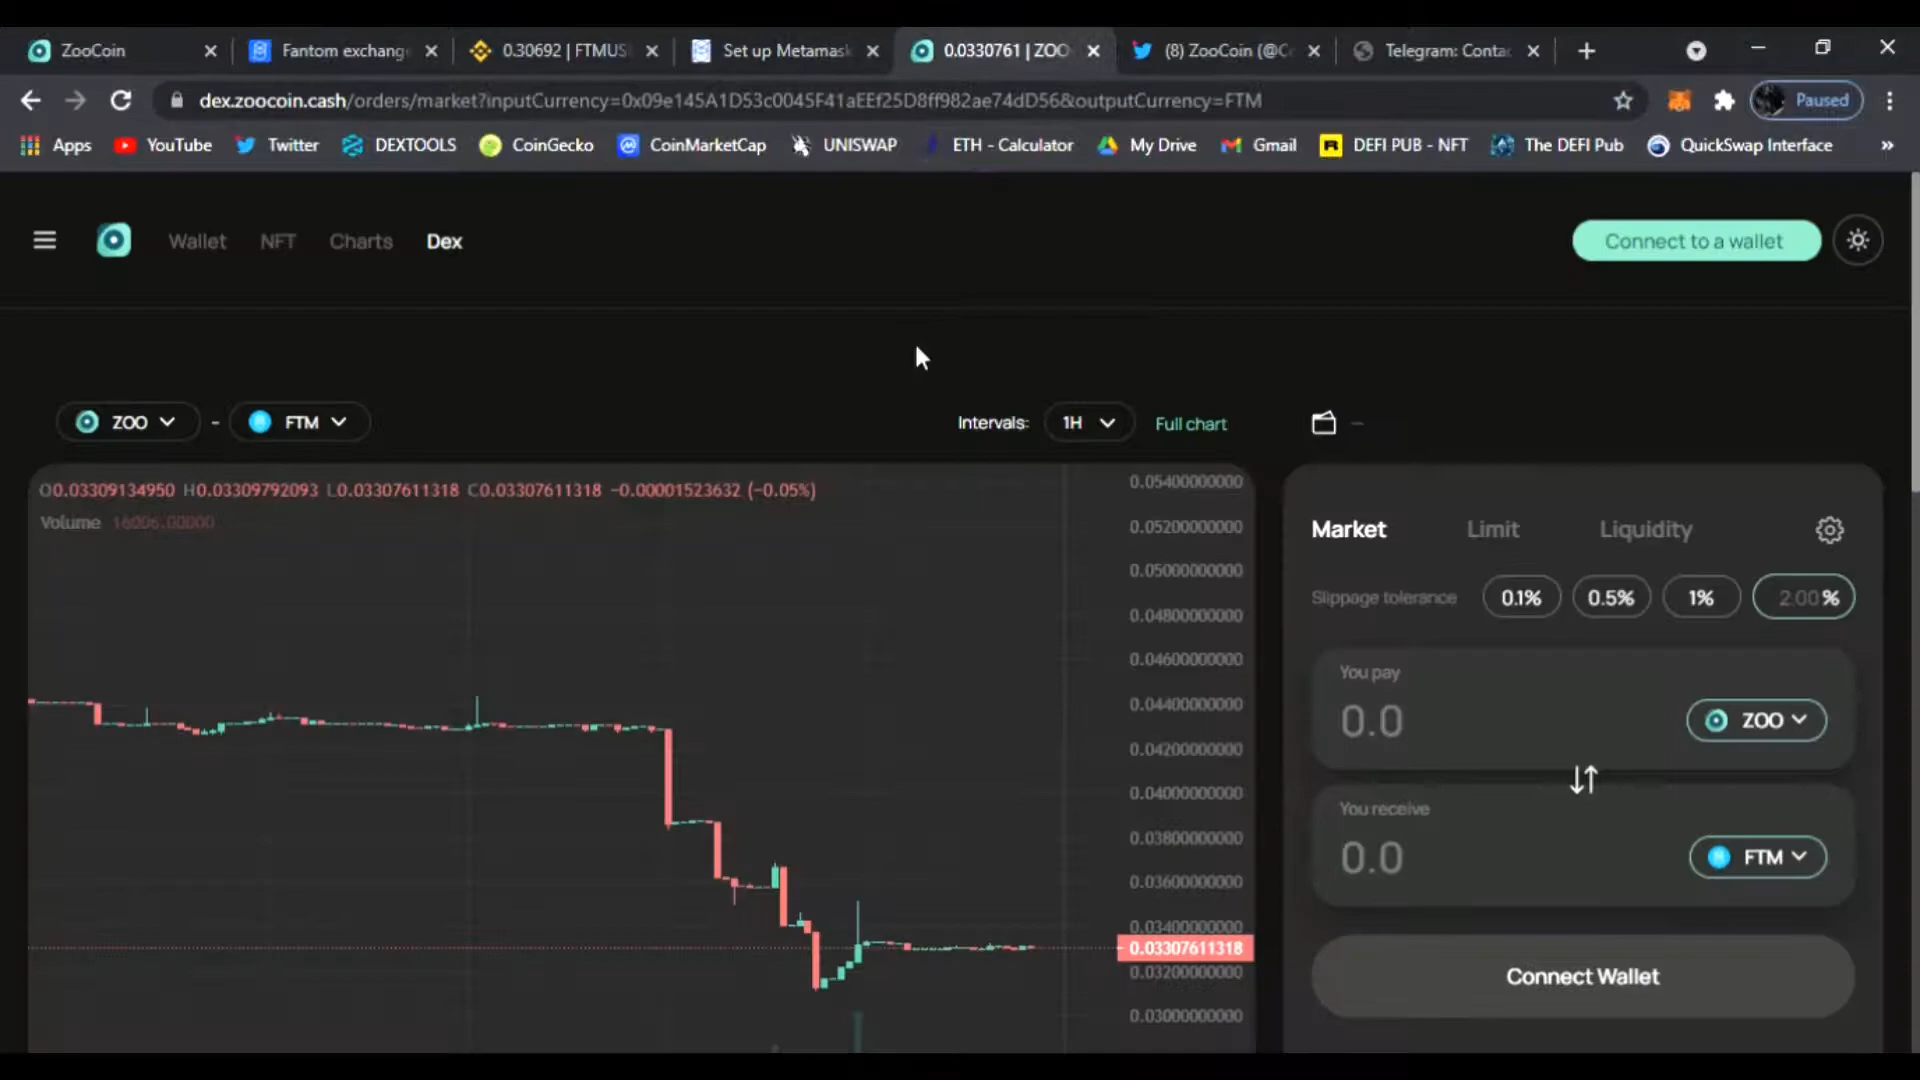 ZooCoin
Fantom exchang
0.30692 | FTMUS
Set up Metamask
0.0330761 | ZOO
(8) ZooCoin (@C
Telegram: Contac
dex.zoocoin.cash/orders/market?inputCurrency=0x09e145A1D53c0045F41aEEf25D8ff982ae74dD56&outputCurrency=FTM
Paused
Apps
YouTube
Twitter
DEXTOOLS
CoinGecko
CoinMarketCap
UNISWAP
ETH - Calculator
My Drive
Gmail
DEFI PUB - NFT
The DEFI Pub
QuickSwap Interface
»
Wallet
NFT
Charts
Dex
Connect to a wallet
ZOO
-
FTM
Intervals:
1H
Full chart
O0.03309134950 H0.03309792093 L0.03307611318 C0.03307611318 −0.00001523632 (−0.05%)
Volume 16006.00000
0.05400000000
0.05200000000
0.05000000000
0.04800000000
0.04600000000
0.04400000000
0.04200000000
0.04000000000
0.03800000000
0.03600000000
0.03400000000
0.03307611318
0.03200000000
0.03000000000
Market
Limit
Liquidity
Slippage tolerance
0.1%
0.5%
1%
2.00%
You pay
0.0
ZOO
You receive
0.0
FTM
Connect Wallet